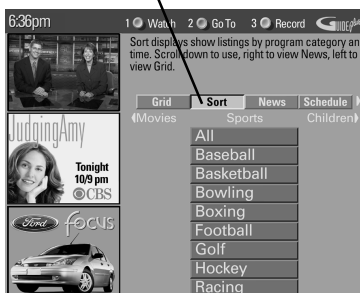 6:36pm
1 Watch 2 Go To 3 Record GUIDE
Sort displays show listings by program category an
time. Scroll down to use, right to view News, left to
view Grid.
Grid Sort News Schedule
Movies Sports Children
All
Baseball
Basketball
Bowling
Boxing
Football
Golf
Hockey
Racing
JudgingAmy
Tonight
10/9 pm
CBS
Ford focus